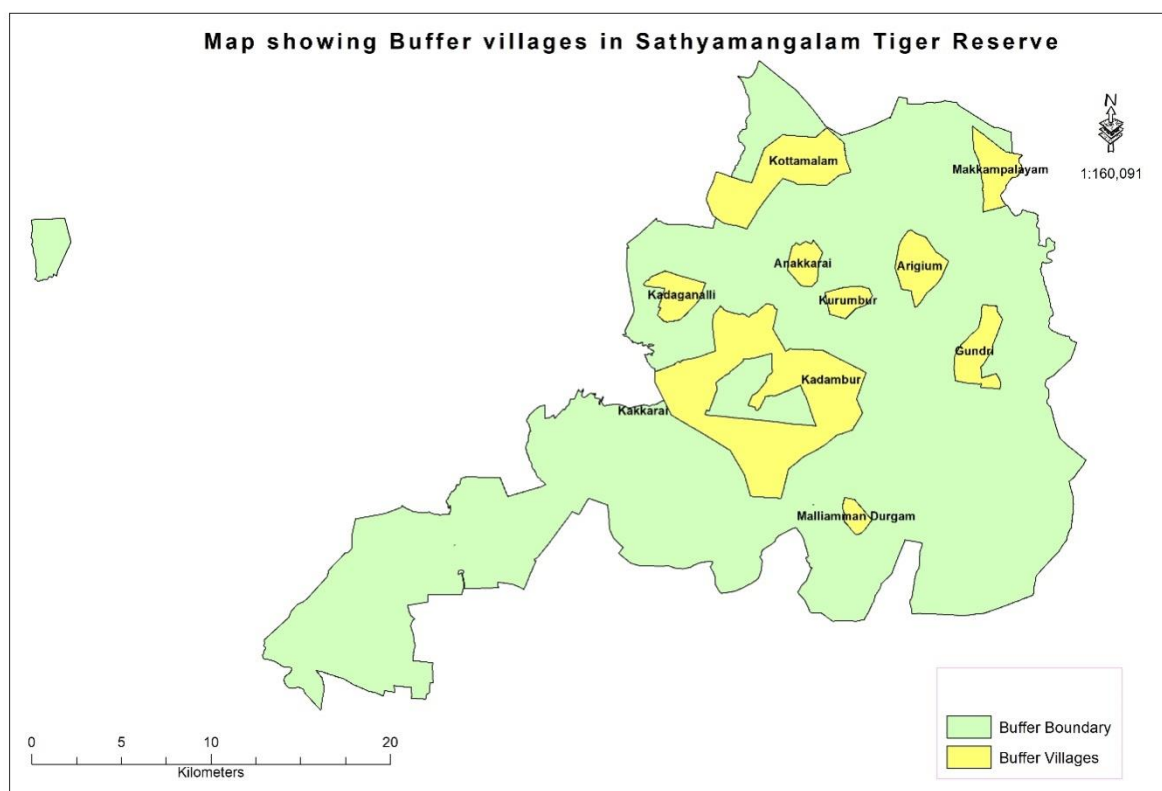 Map showing Buffer villages in Sathyamangalam Tiger Reserve
N
1:160,091
Kottamalam
Makkampalayam
Anakkarai
Arigium
Kadaganalli
Kurumbur
Gundri
Kadambur
Kakkarai
Malliamman Durgam
0 5 10 20
Kilometers
Buffer Boundary
Buffer Villages